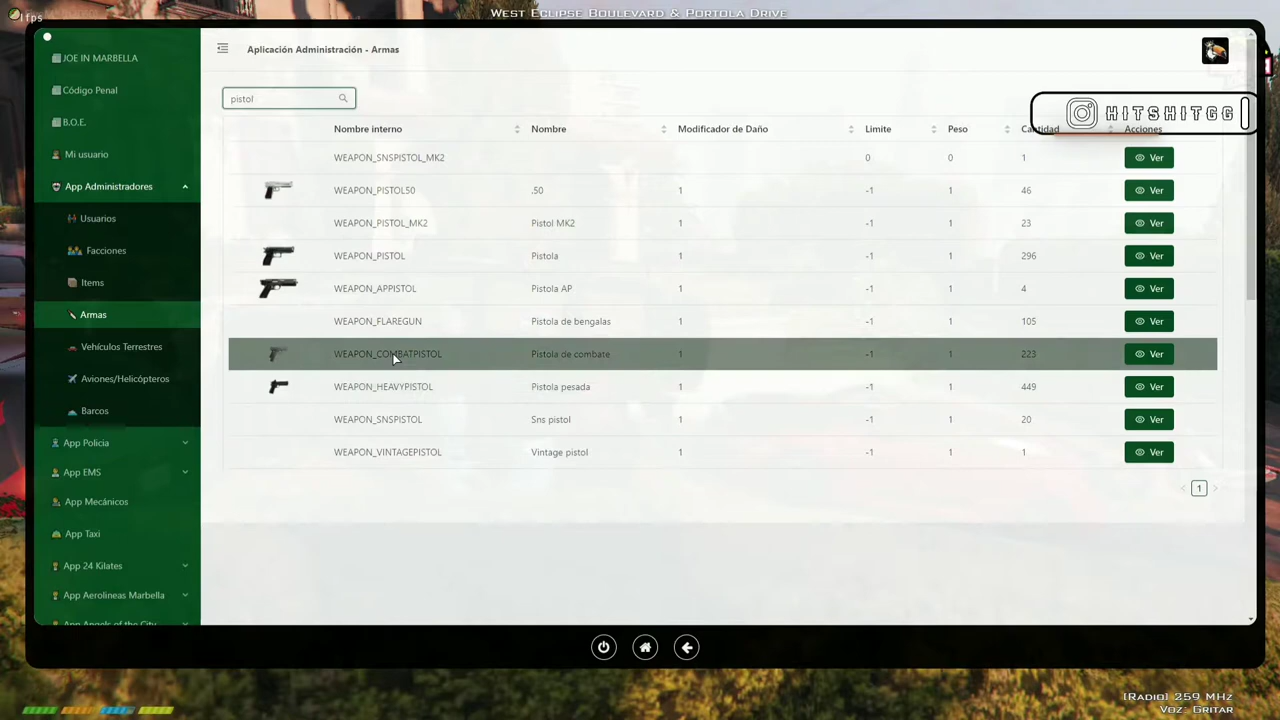 1fps
West Eclipse Boulevard & Portola Drive
JOE IN MARBELLA
Código Penal
B.O.E.
Mi usuario
App Administradores
Usuarios
Facciones
Items
Armas
Vehículos Terrestres
Aviones/Helicópteros
Barcos
App Policia
App EMS
App Mecánicos
App Taxi
App 24 Kilates
App Aerolineas Marbella
App Angels of the City
Aplicación Administración - Armas
pistol
HITSHITGG
Nombre interno Nombre Modificador de Daño Limite Peso Cantidad Acciones
WEAPON_SNSPISTOL_MK2 0 0 1 Ver
WEAPON_PISTOL50 .50 1 -1 1 46 Ver
WEAPON_PISTOL_MK2 Pistol MK2 1 -1 1 23 Ver
WEAPON_PISTOL Pistola 1 -1 1 296 Ver
WEAPON_APPISTOL Pistola AP 1 -1 1 4 Ver
WEAPON_FLAREGUN Pistola de bengalas 1 -1 1 105 Ver
WEAPON_COMBATPISTOL Pistola de combate 1 -1 1 223 Ver
WEAPON_HEAVYPISTOL Pistola pesada 1 -1 1 449 Ver
WEAPON_SNSPISTOL Sns pistol 1 -1 1 20 Ver
WEAPON_VINTAGEPISTOL Vintage pistol 1 -1 1 1 Ver
< 1 >
[Radio] 259 MHz
Voz: Gritar